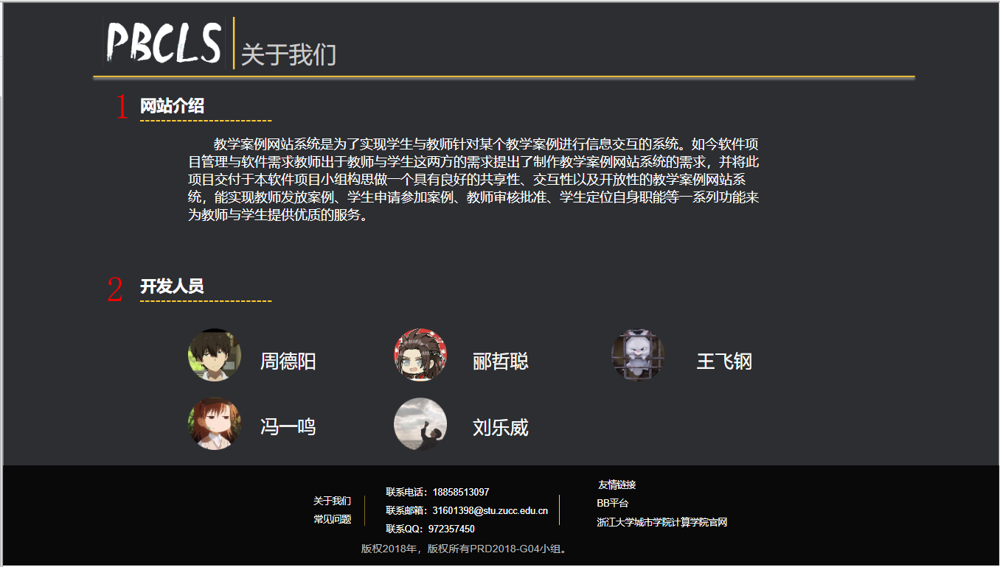 PBCLS
关于我们
1 网站介绍
教学案例网站系统是为了实现学生与教师针对某个教学案例进行信息交互的系统。如今软件项
目管理与软件需求教师出于教师与学生这两方的需求提出了制作教学案例网站系统的需求，并将此
项目交付于本软件项目小组构思做一个具有良好的共享性、交互性以及开放性的教学案例网站系
统，能实现教师发放案例、学生申请参加案例、教师审核批准、学生定位自身职能等一系列功能来
为教师与学生提供优质的服务。
2 开发人员
周德阳
郦哲聪
王飞钢
冯一鸣
刘乐威
关于我们
常见问题
联系电话：18858513097
联系邮箱：31601398@stu.zucc.edu.cn
联系QQ：972357450
友情链接
BB平台
浙江大学城市学院计算学院官网
版权2018年，版权所有PRD2018-G04小组。